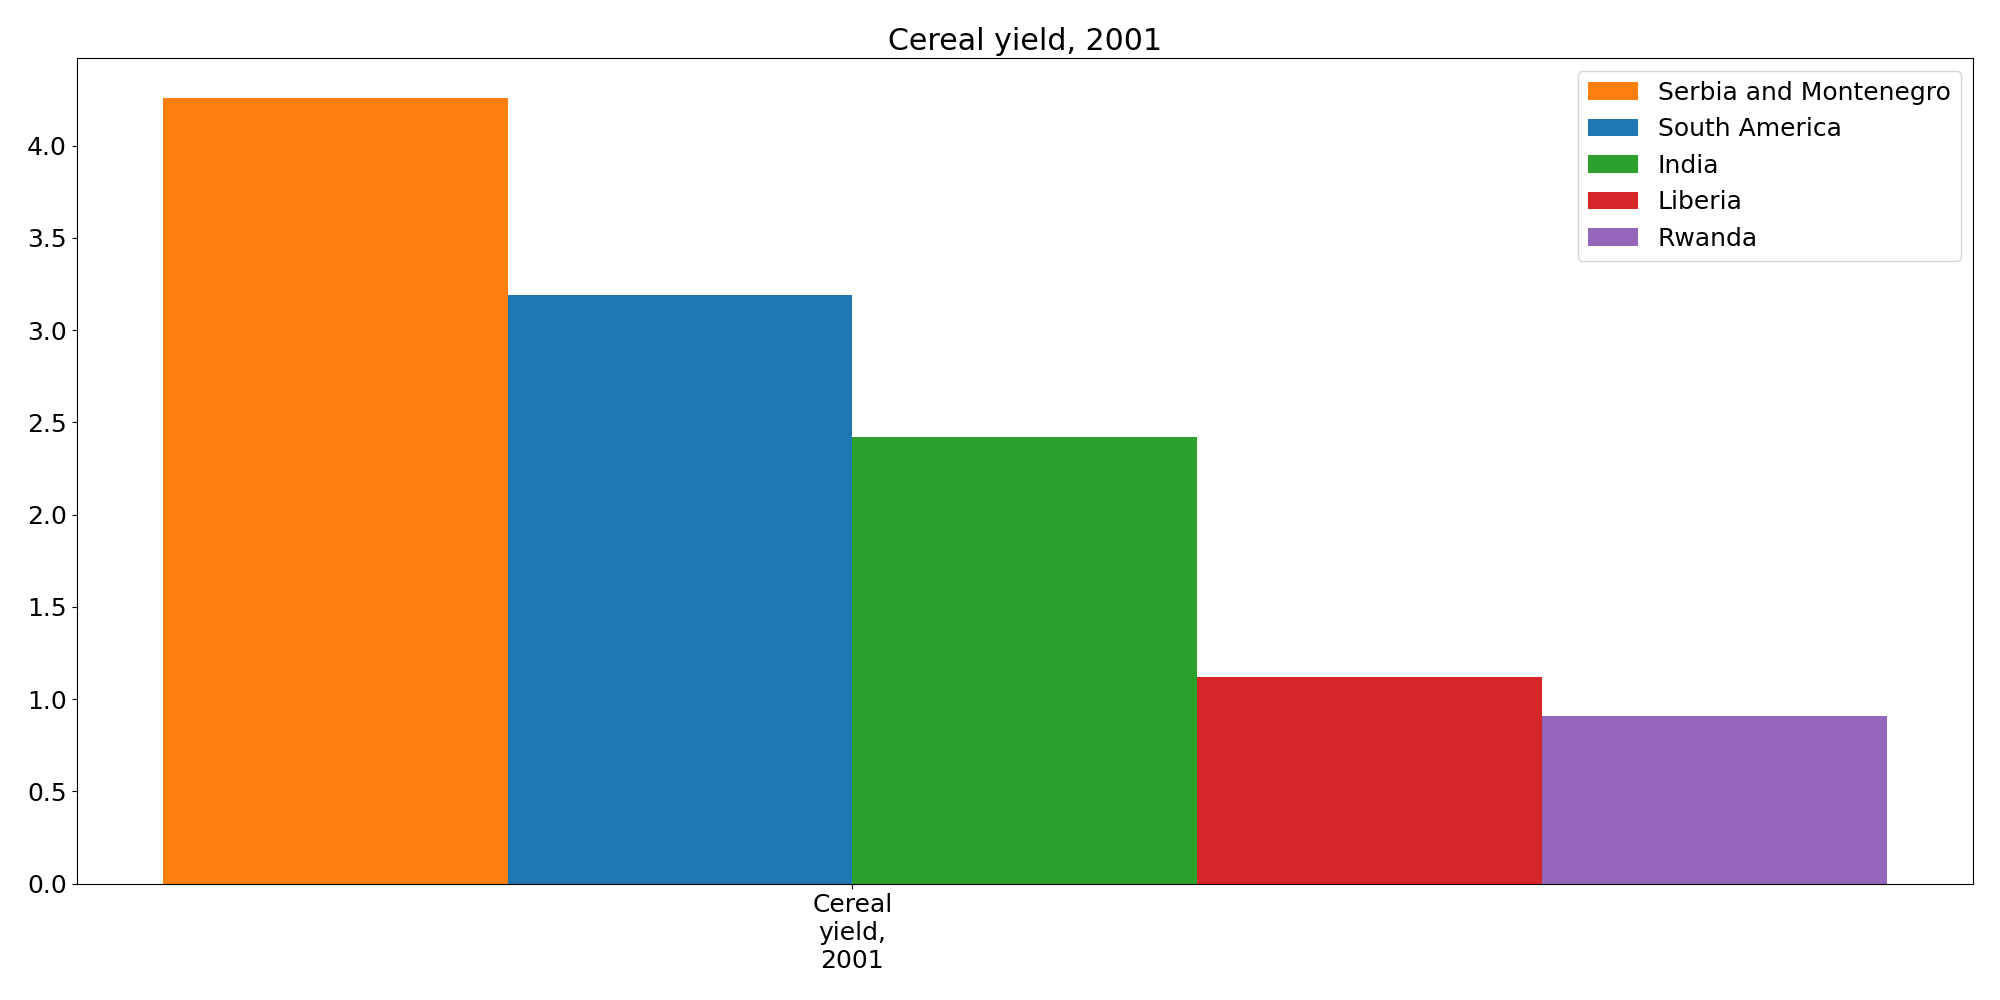 Cereal yield, 2001
Serbia and Montenegro
South America
India
Liberia
Rwanda
4.0
3.5
3.0
2.5
2.0
1.5
1.0
0.5
0.0
Cereal
yield,
2001